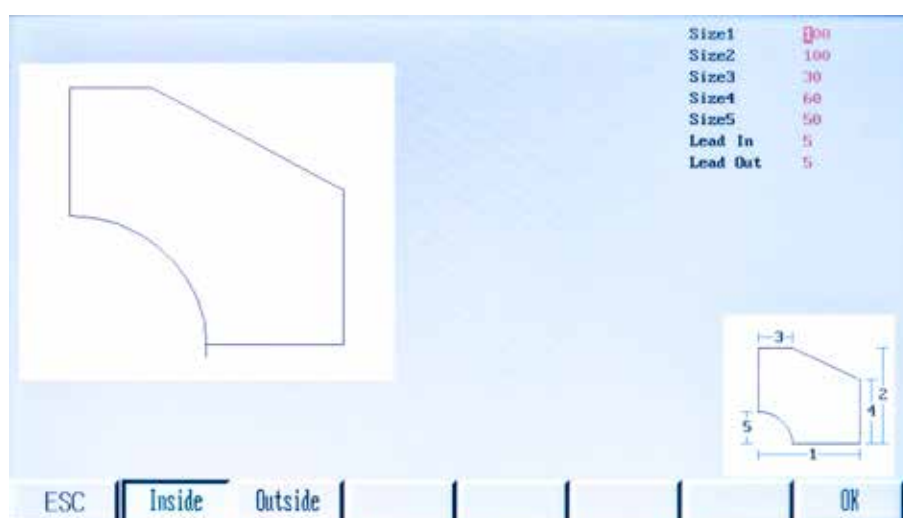 Size1 100
Size2 100
Size3 30
Size4 60
Size5 50
Lead In 5
Lead Out 5
3
2
4
5
1
ESC Inside Outside OK